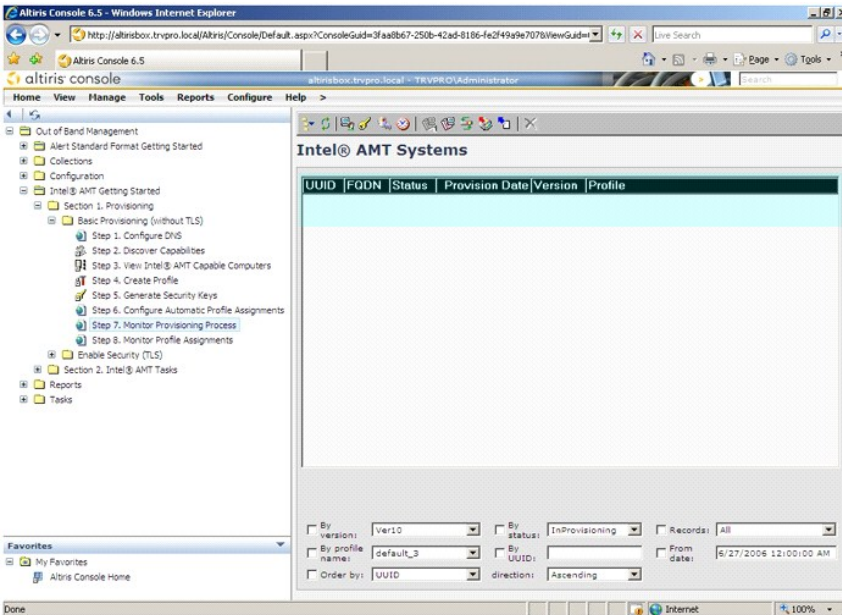 Altiris Console 6.5 - Windows Internet Explorer
http://altirisbox.trvpro.local/Altiris/Console/Default.aspx?ConsoleGuid=3faa8b67-250b-42ad-8186-fe2f49a9e707&ViewGuid=
Live Search
Altiris Console 6.5
Page
Tools
altiris console
altirisbox.trvpro.local - TRVPRO\Administrator
Search
Home View Manage Tools Reports Configure Help >
Out of Band Management
Alert Standard Format Getting Started
Collections
Configuration
Intel® AMT Getting Started
Section 1. Provisioning
Basic Provisioning (without TLS)
Step 1. Configure DNS
Step 2. Discover Capabilities
Step 3. View Intel® AMT Capable Computers
Step 4. Create Profile
Step 5. Generate Security Keys
Step 6. Configure Automatic Profile Assignments
Step 7. Monitor Provisioning Process
Step 8. Monitor Profile Assignments
Enable Security (TLS)
Section 2. Intel® AMT Tasks
Reports
Tasks
Intel® AMT Systems
UUID FQDN Status Provision Date Version Profile
By version: Ver10 By status: InProvisioning Records: All
By profile name: default_3 By UUID: From date: 6/27/2006 12:00:00 AM
Order by: UUID direction: Ascending
Favorites
My Favorites
Altiris Console Home
Done
Internet
100%